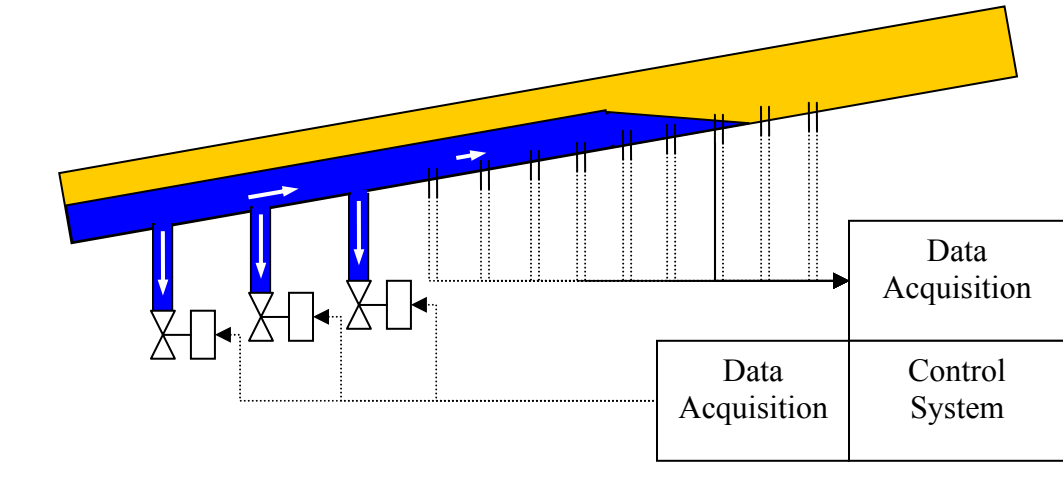 Data
Acquisition
Data
Acquisition
Control
System